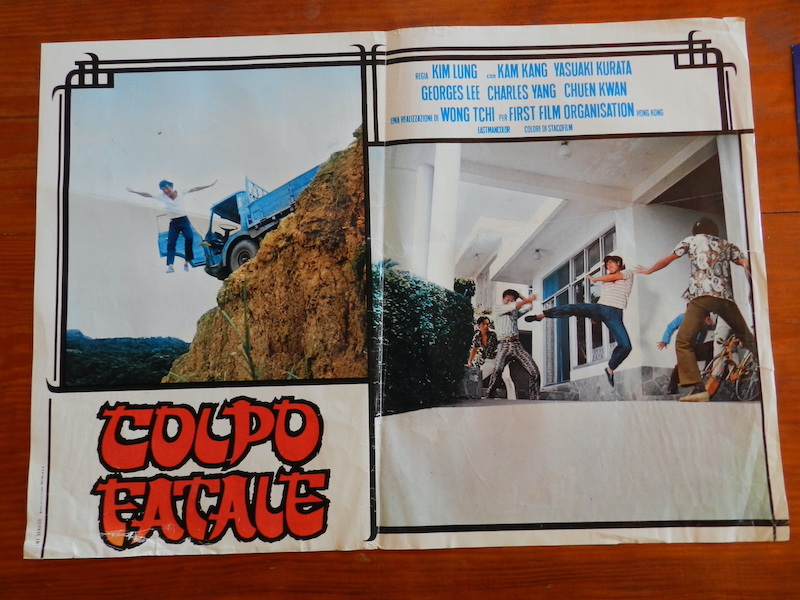 REGIA KIM LUNG CON KAM KANG YASUAKI KURATA
GEORGES LEE CHARLES YANG CHUEN KWAN
UNA REALIZZAZIONE DI WONG TCHI PER FIRST FILM ORGANISATION HONG KONG
EASTMANCOLOR COLORE DI STACOFILM
COLPO
FATALE